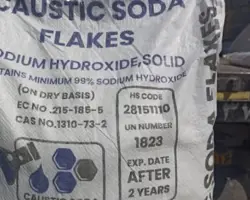 CAUSTIC SODA
FLAKES
SODIUM HYDROXIDE,SOLID
CONTAINS MINIMUM 99% SODIUM HYDROXIDE
(ON DRY BASIS)
EC NO .215-185-5
CAS NO.1310-73-2
HS CODE
28151110
UN NUMBER
1823
EXP. DATE
AFTER
2 YEARS
CAUSTIC SODA
SODA FLAKES